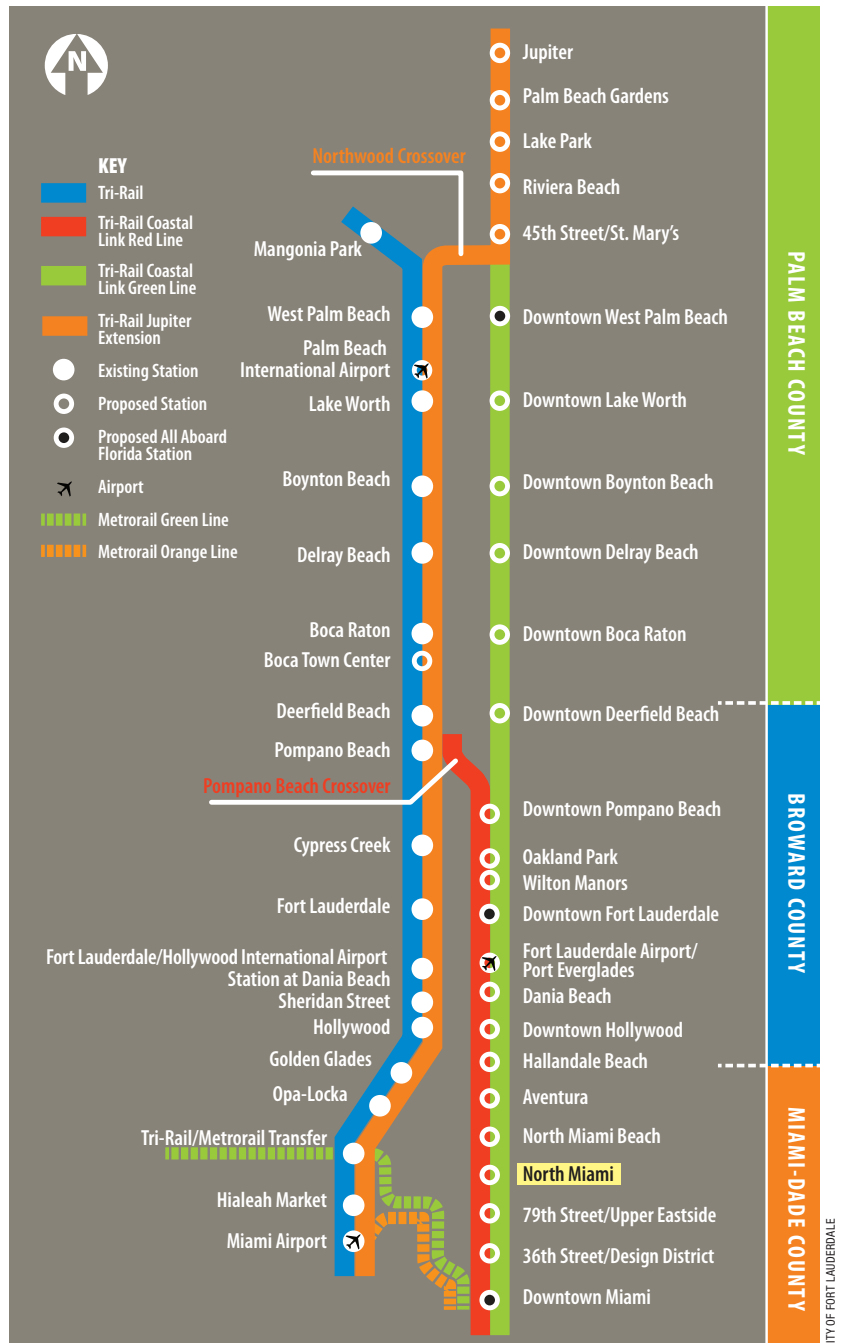 N
KEY
Tri-Rail
Tri-Rail Coastal
Link Red Line
Tri-Rail Coastal
Link Green Line
Tri-Rail Jupiter
Extension
Existing Station
Proposed Station
Proposed All Aboard
Florida Station
Airport
Metrorail Green Line
Metrorail Orange Line
Northwood Crossover
Mangonia Park
West Palm Beach
Palm Beach
International Airport
Lake Worth
Boynton Beach
Delray Beach
Boca Raton
Boca Town Center
Deerfield Beach
Pompano Beach
Pompano Beach Crossover
Cypress Creek
Fort Lauderdale
Fort Lauderdale/Hollywood International Airport
Station at Dania Beach
Sheridan Street
Hollywood
Golden Glades
Opa-Locka
Tri-Rail/Metrorail Transfer
Hialeah Market
Miami Airport
Jupiter
Palm Beach Gardens
Lake Park
Riviera Beach
45th Street/St. Mary's
Downtown West Palm Beach
Downtown Lake Worth
Downtown Boynton Beach
Downtown Delray Beach
Downtown Boca Raton
Downtown Deerfield Beach
Downtown Pompano Beach
Oakland Park
Wilton Manors
Downtown Fort Lauderdale
Fort Lauderdale Airport/
Port Everglades
Dania Beach
Downtown Hollywood
Hallandale Beach
Aventura
North Miami Beach
North Miami
79th Street/Upper Eastside
36th Street/Design District
Downtown Miami
PALM BEACH COUNTY
BROWARD COUNTY
MIAMI-DADE COUNTY
ITY OF FORT LAUDERDALE